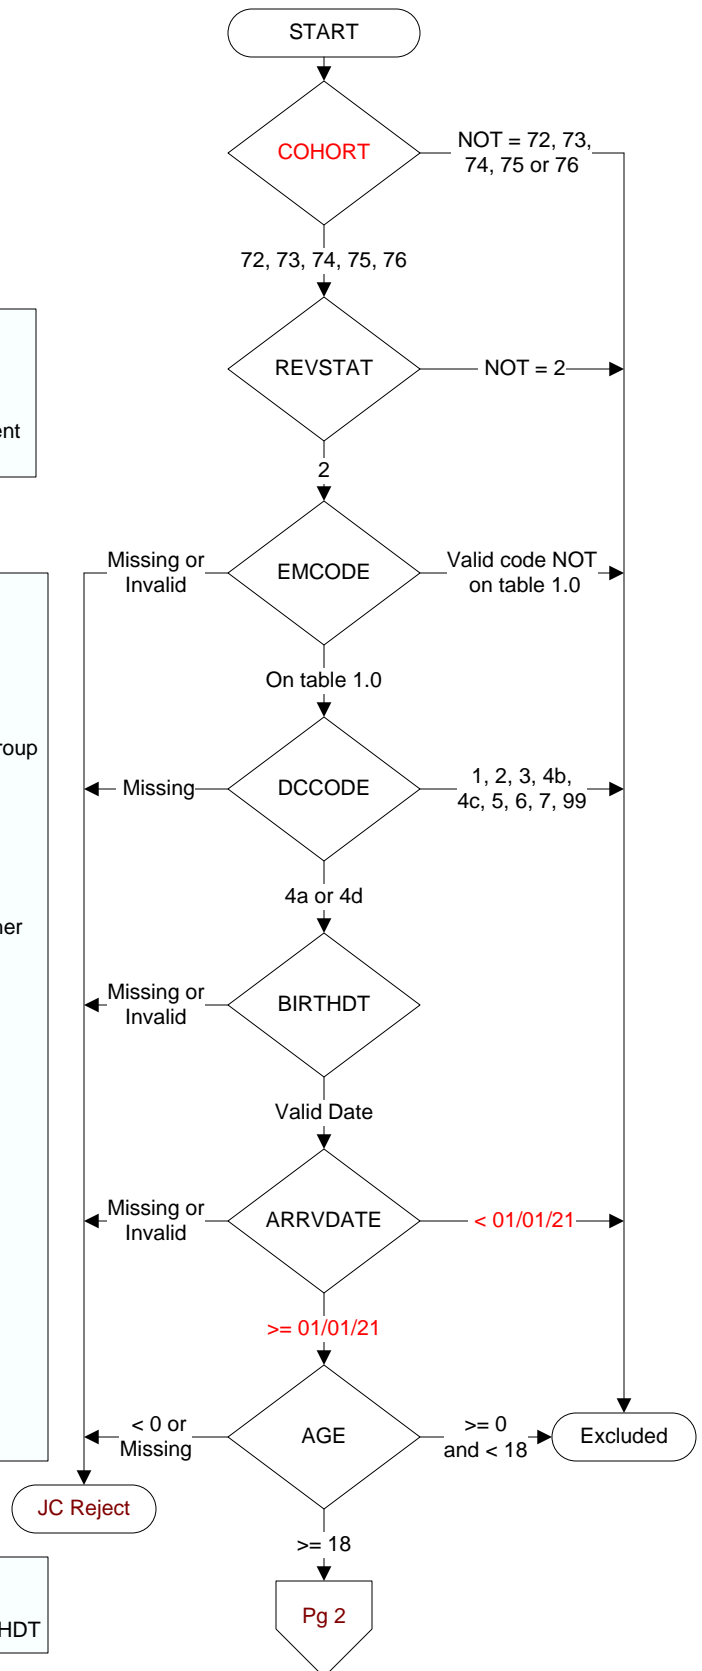 START
COHORT
NOT = 72, 73,
74, 75 or 76
72, 73, 74, 75, 76
REVSTAT
NOT = 2
ent
2
Missing or
Invalid
EMCODE
Valid code NOT
on table 1.0
On table 1.0
roup
Missing
DCCODE
1, 2, 3, 4b,
4c, 5, 6, 7, 99
4a or 4d
ner
Missing or
Invalid
BIRTHDT
Valid Date
Missing or
Invalid
ARRVDATE
< 01/01/21
>= 01/01/21
< 0 or
Missing
AGE
>= 0
and < 18
Excluded
JC Reject
>= 18
Pg 2
HDT